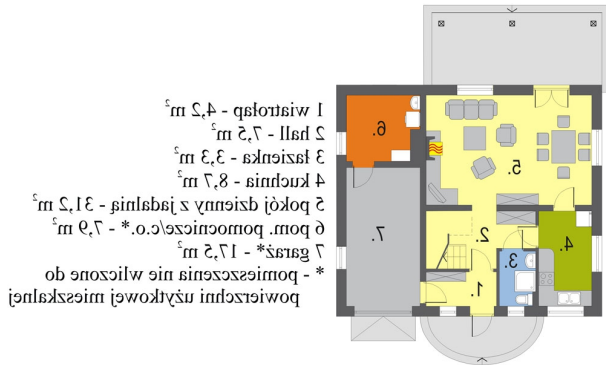 1 wiatrołap - 4,2 m²
2 hall - 7,5 m²
3 łazienka - 3,3 m²
4 kuchnia - 8,7 m²
5 pokój dzienny z jadalnią - 31,2 m²
6 pom. pomocnicze/c.o.* - 7,9 m²
7 garaż* - 17,5 m²
* - pomieszczenia nie wliczone do
powierzchni użytkowej mieszkalnej
6.
5.
7.
2.
4.
3.
1.